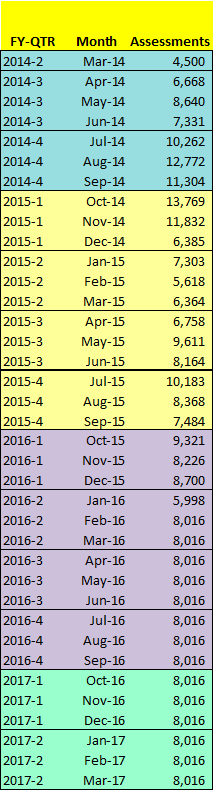 FY-QTR Month Assessments
2014-2 Mar-14 4,500
2014-3 Apr-14 6,668
2014-3 May-14 8,640
2014-3 Jun-14 7,331
2014-4 Jul-14 10,262
2014-4 Aug-14 12,772
2014-4 Sep-14 11,304
2015-1 Oct-14 13,769
2015-1 Nov-14 11,832
2015-1 Dec-14 6,385
2015-2 Jan-15 7,303
2015-2 Feb-15 5,618
2015-2 Mar-15 6,364
2015-3 Apr-15 6,758
2015-3 May-15 9,611
2015-3 Jun-15 8,164
2015-4 Jul-15 10,183
2015-4 Aug-15 8,368
2015-4 Sep-15 7,484
2016-1 Oct-15 9,321
2016-1 Nov-15 8,226
2016-1 Dec-15 8,700
2016-2 Jan-16 5,998
2016-2 Feb-16 8,016
2016-2 Mar-16 8,016
2016-3 Apr-16 8,016
2016-3 May-16 8,016
2016-3 Jun-16 8,016
2016-4 Jul-16 8,016
2016-4 Aug-16 8,016
2016-4 Sep-16 8,016
2017-1 Oct-16 8,016
2017-1 Nov-16 8,016
2017-1 Dec-16 8,016
2017-2 Jan-17 8,016
2017-2 Feb-17 8,016
2017-2 Mar-17 8,016